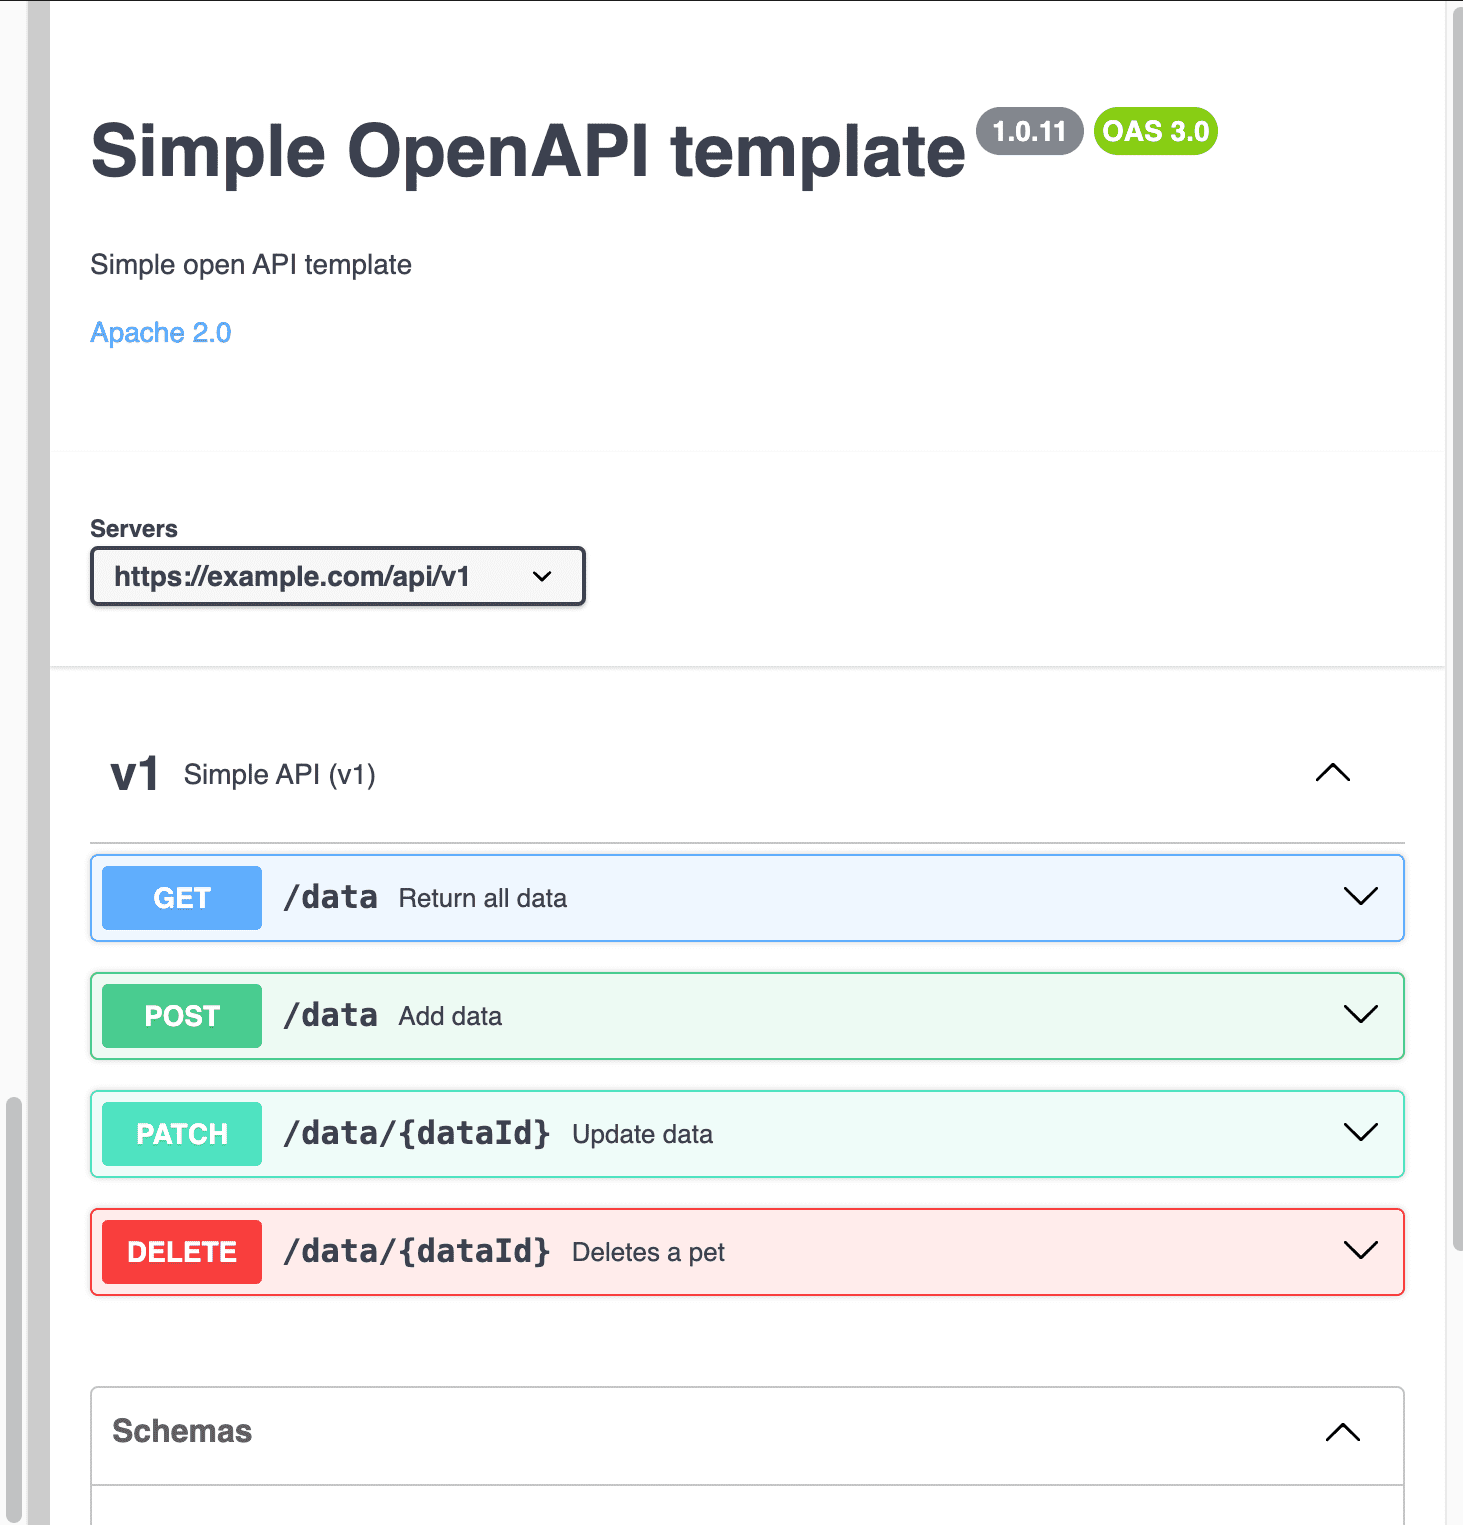 Simple OpenAPI template 1.0.11 OAS 3.0
Simple open API template
Apache 2.0
Servers
https://example.com/api/v1
v1 Simple API (v1)
GET /data Return all data
POST /data Add data
PATCH /data/{dataId} Update data
DELETE /data/{dataId} Deletes a pet
Schemas